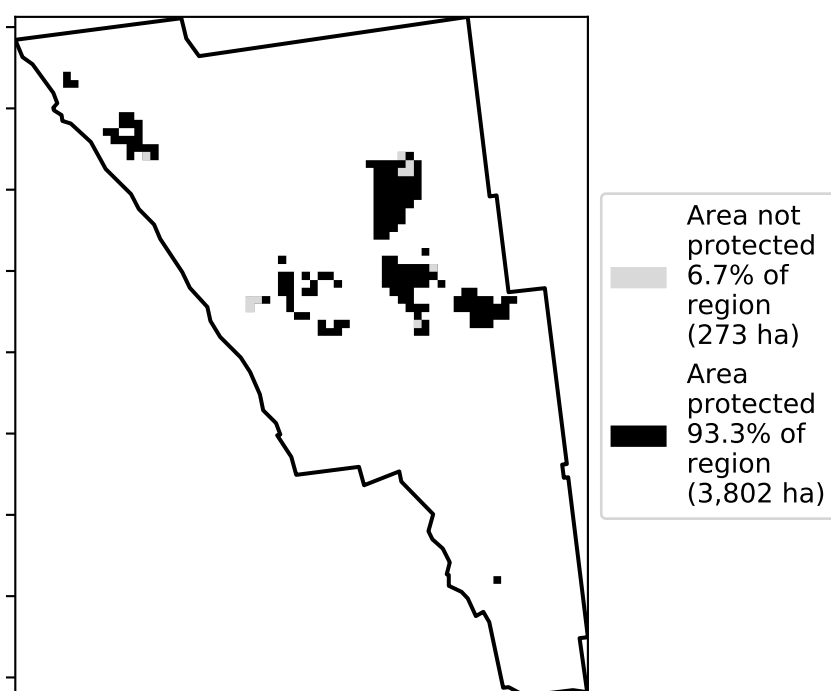 Area not
protected
6.7% of
region
(273 ha)
Area
protected
93.3% of
region
(3,802 ha)